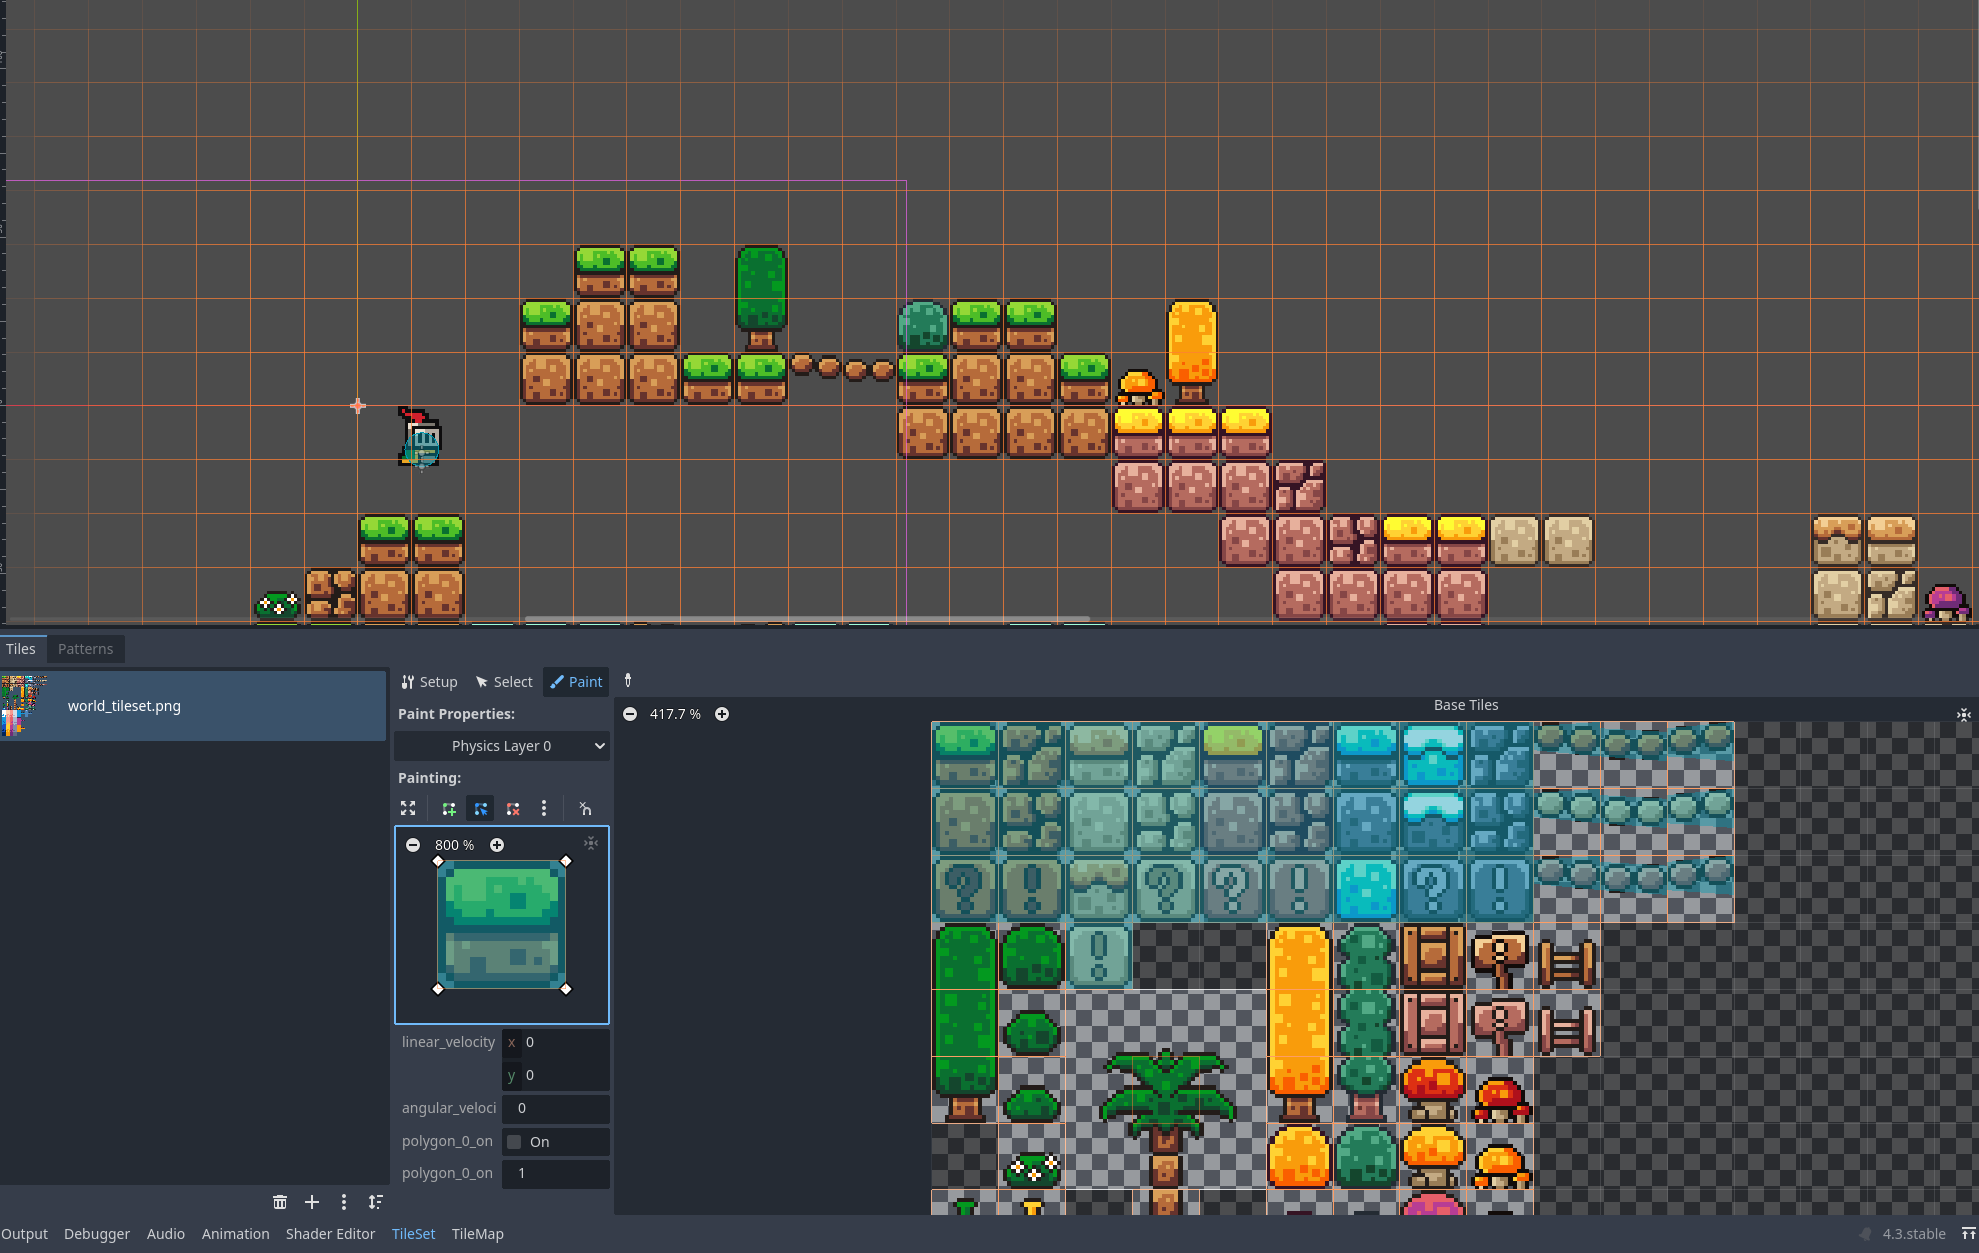 Tiles Patterns
world_tileset.png
Setup Select Paint
Paint Properties:
Physics Layer 0
Painting:
800 %
linear_velocity x 0
y 0
angular_veloci 0
polygon_0_on On
polygon_0_on 1
417.7 %
Base Tiles
? ! ? ? ! ? !
!
Output Debugger Audio Animation Shader Editor TileSet TileMap
4.3.stable